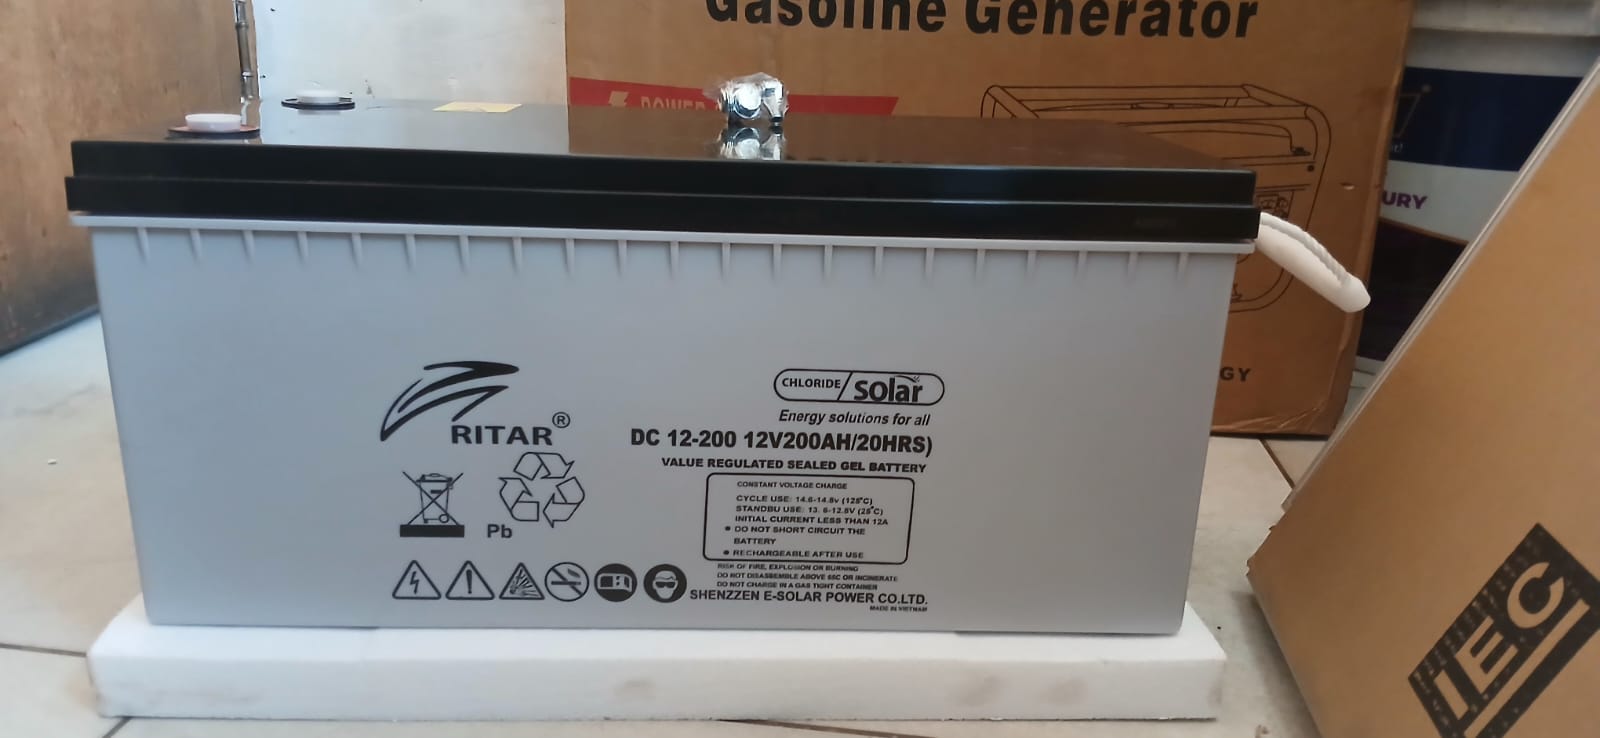 Gasoline Generator
POWER
URY
GY
RITAR®
CHLORIDE/solar
Energy solutions for all
DC 12-200 12V200AH/20HRS)
VALUE REGULATED SEALED GEL BATTERY
CONSTANT VOLTAGE CHARGE
CYCLE USE: 14.6-14.8v (125°C)
STANDBU USE: 13. 6-12.8V (25°C)
INITIAL CURRENT LESS THAN 12A
● DO NOT SHORT CIRCUIT THE
BATTERY
● RECHARGEABLE AFTER USE
Pb
RISK OF FIRE, EXPLOSION OR BURNING
DO NOT DISASSEMBLE ABOVE 65C OR INCINERATE
DO NOT CHARGE IN A GAS TIGHT CONTAINER
SHENZZEN E-SOLAR POWER CO.LTD.
MADE IN VIETNAM
IEC